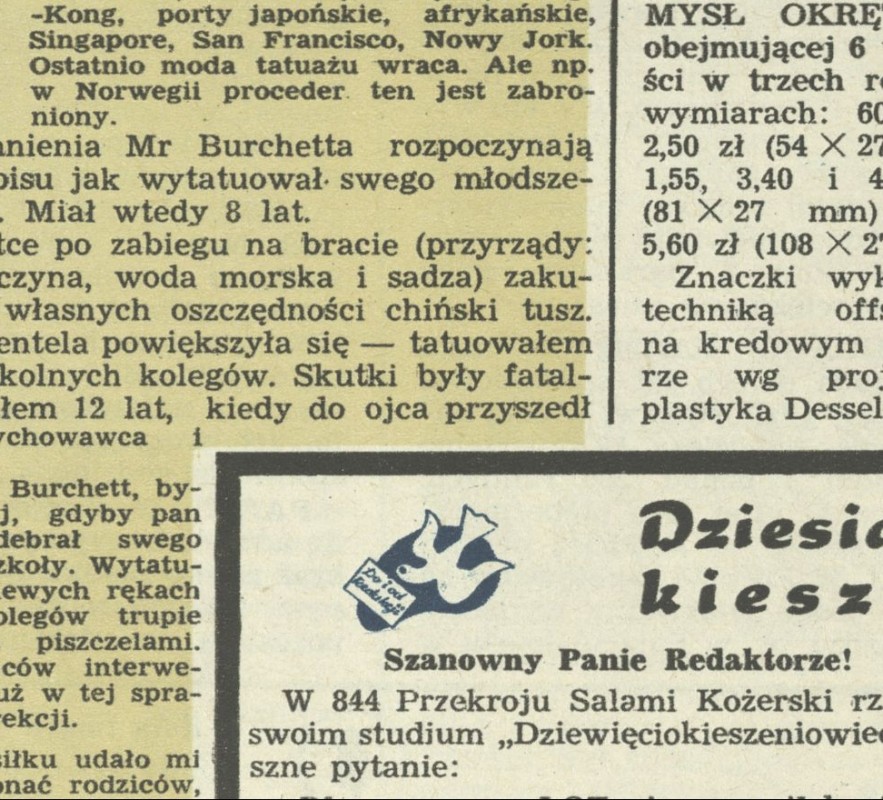 -Kong, porty japońskie, afrykańskie,
Singapore, San Francisco, Nowy Jork.
Ostatnio moda tatuażu wraca. Ale np.
w Norwegii proceder ten jest zabro-
niony.
anienia Mr Burchetta rozpoczynają
pisu jak wytatuował swego młodsze-
. Miał wtedy 8 lat.
tce po zabiegu na bracie (przyrządy:
czyna, woda morska i sadza) zaku-
własnych oszczędności chiński tusz.
entela powiększyła się — tatuowałem
kolnych kolegów. Skutki były fatal-
łem 12 lat, kiedy do ojca przyszedł
ychowawca i
Burchett, by-
j, gdyby pan
debrał swego
zkoły. Wytatu-
iewych rękach
olegów trupie
piszczelami.
ców interwe-
uż w tej spra-
rekcji.
siłku udało mi
onać rodziców,
MYSŁ OKRĘ
obejmującej 6
ści w trzech r
wymiarach: 60
2,50 zł (54 × 27
1,55, 3,40 i 4
(81 × 27 mm)
5,60 zł (108 × 27
Znaczki wyk
techniką offs
na kredowym
rze wg proj
plastyka Dessel
Do i od
Redakcji
Dziesię
kiesz
Szanowny Panie Redaktorze!
W 844 Przekroju Salami Kożerski rz
swoim studium „Dziewięciokieszeniowiec
szne pytanie: